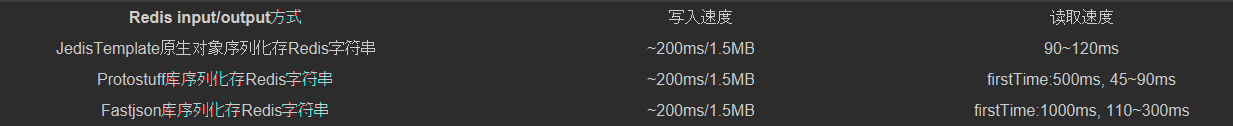 Redis input/output方式 写入速度 读取速度
JedisTemplate原生对象序列化存Redis字符串 ~200ms/1.5MB 90~120ms
Protostuff库序列化存Redis字符串 ~200ms/1.5MB firstTime:500ms, 45~90ms
Fastjson库序列化存Redis字符串 ~200ms/1.5MB firstTime:1000ms, 110~300ms